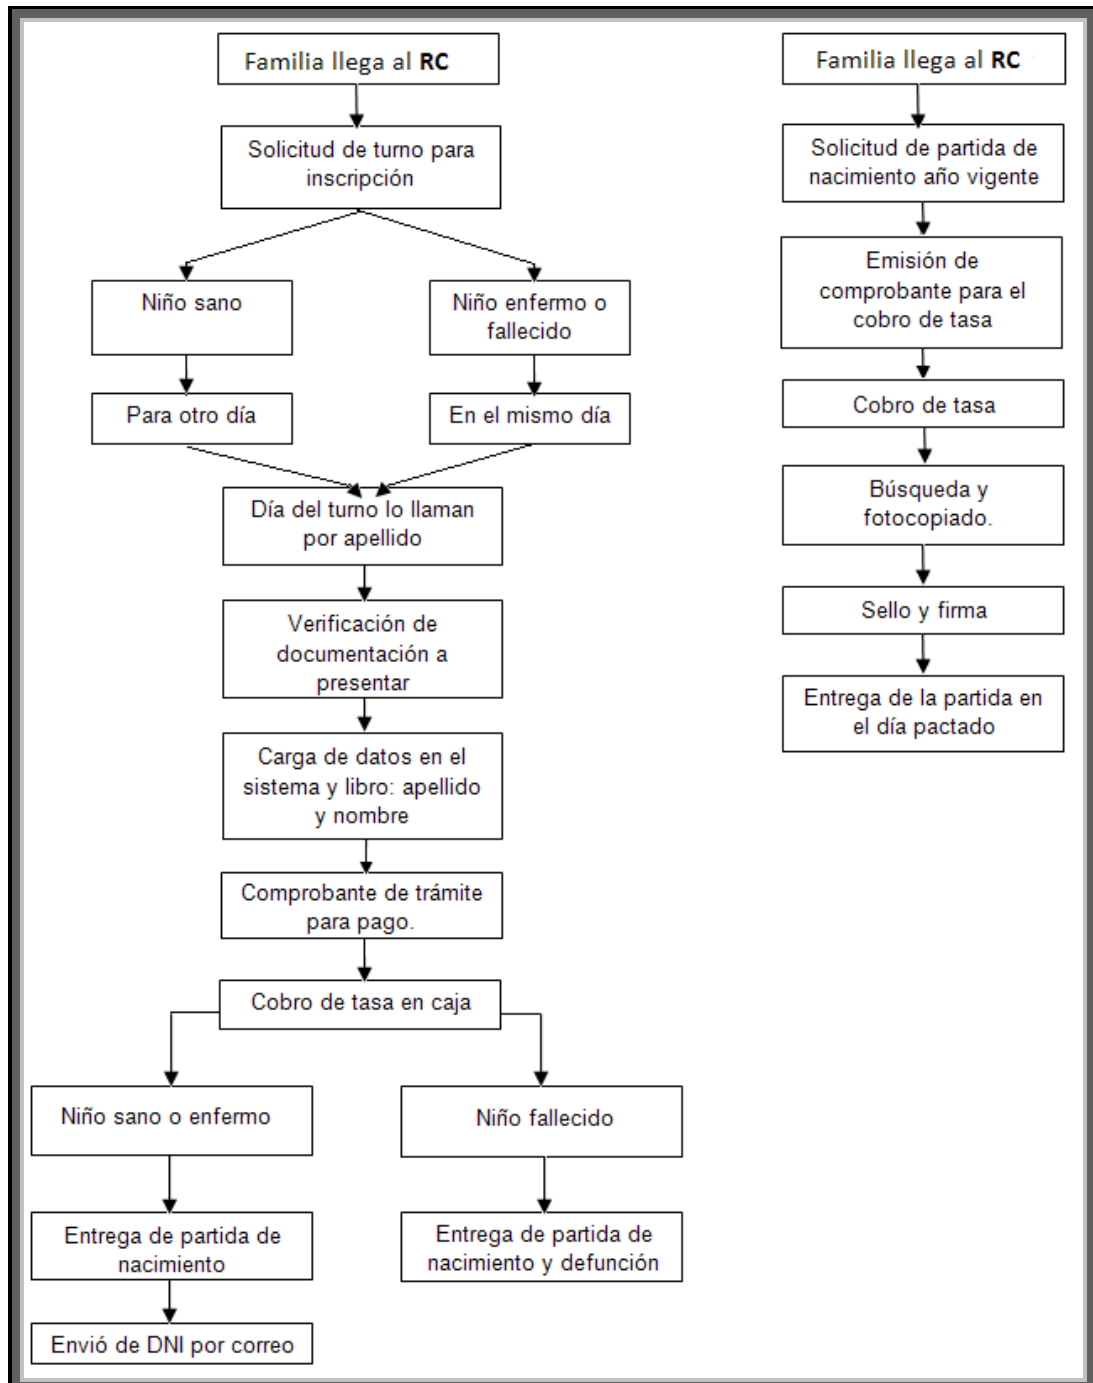 Familia llega al RC
Solicitud de turno para
inscripción
Niño sano
Niño enfermo o
fallecido
Para otro día
En el mismo día
Día del turno lo llaman
por apellido
Verificación de
documentación a
presentar
Carga de datos en el
sistema y libro: apellido
y nombre
Comprobante de trámite
para pago.
Cobro de tasa en caja
Niño sano o enfermo
Niño fallecido
Entrega de partida de
nacimiento
Entrega de partida de
nacimiento y defunción
Envió de DNI por correo
Familia llega al RC
Solicitud de partida de
nacimiento año vigente
Emisión de
comprobante para el
cobro de tasa
Cobro de tasa
Búsqueda y
fotocopiado.
Sello y firma
Entrega de la partida en
el día pactado